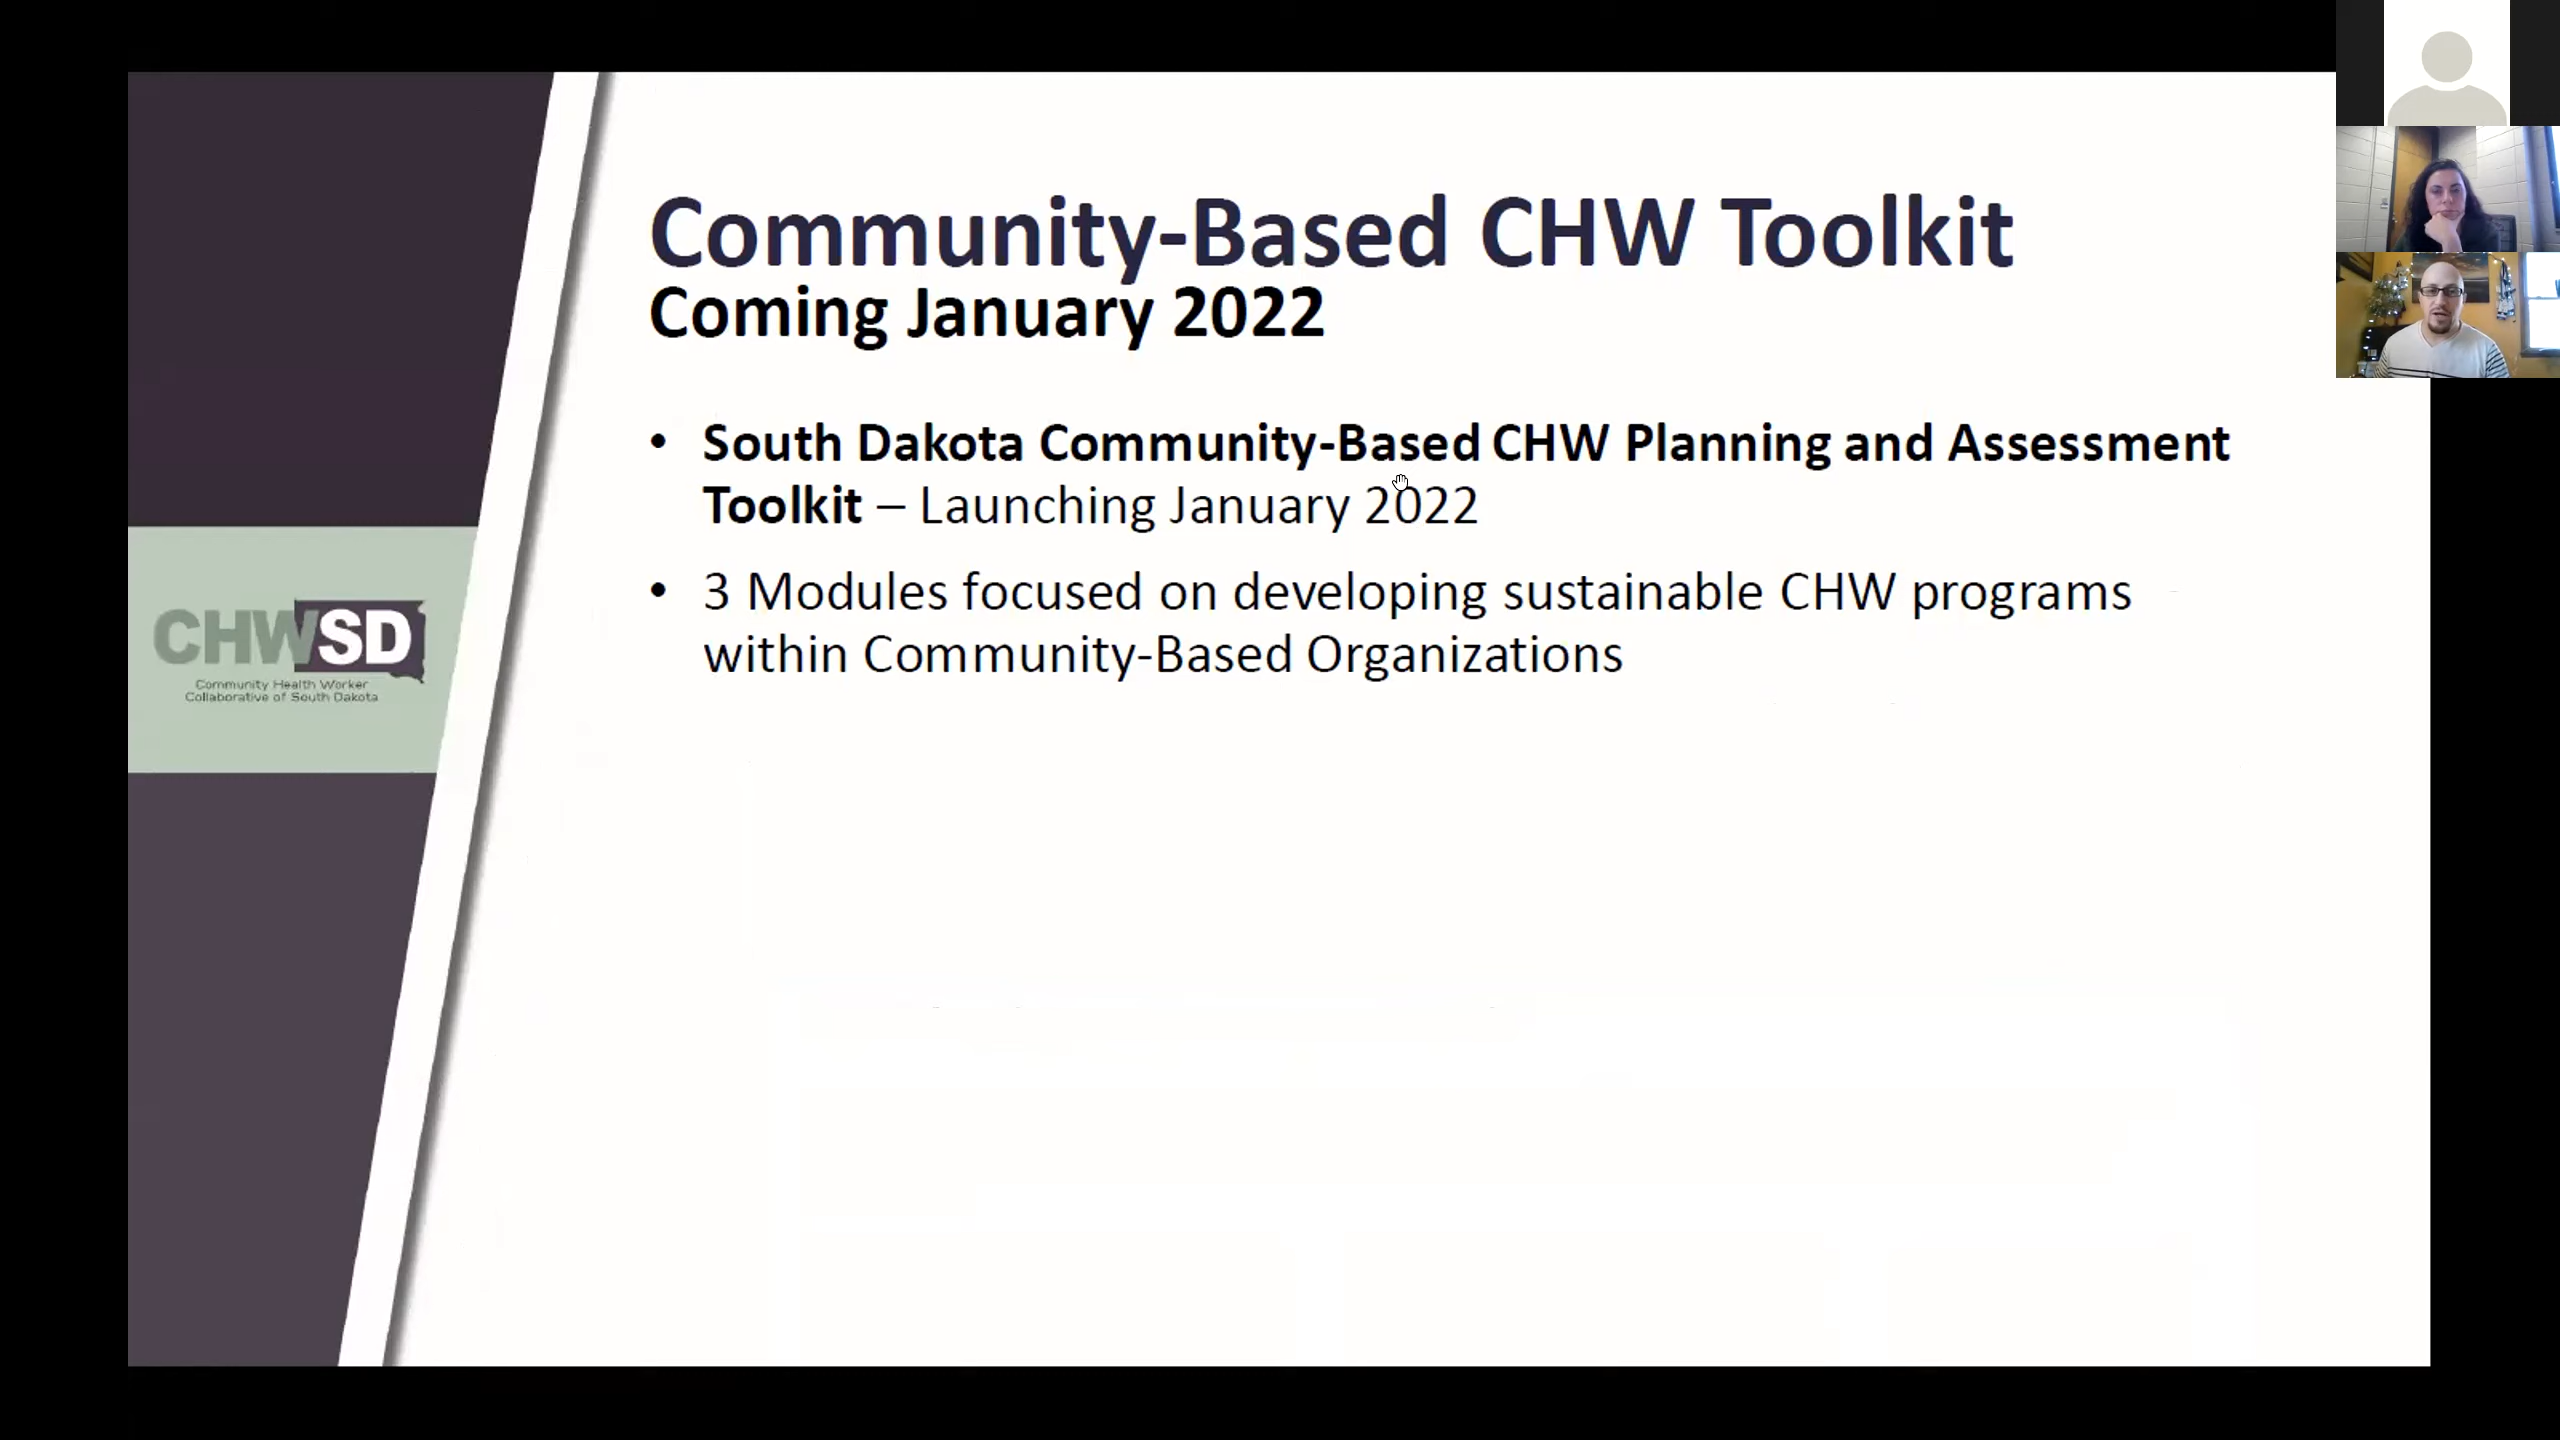 Community-Based CHW Toolkit
Coming January 2022
• South Dakota Community-Based CHW Planning and Assessment
Toolkit – Launching January 2022
• 3 Modules focused on developing sustainable CHW programs
within Community-Based Organizations
CHWSD
Community Health Worker
Collaborative of South Dakota